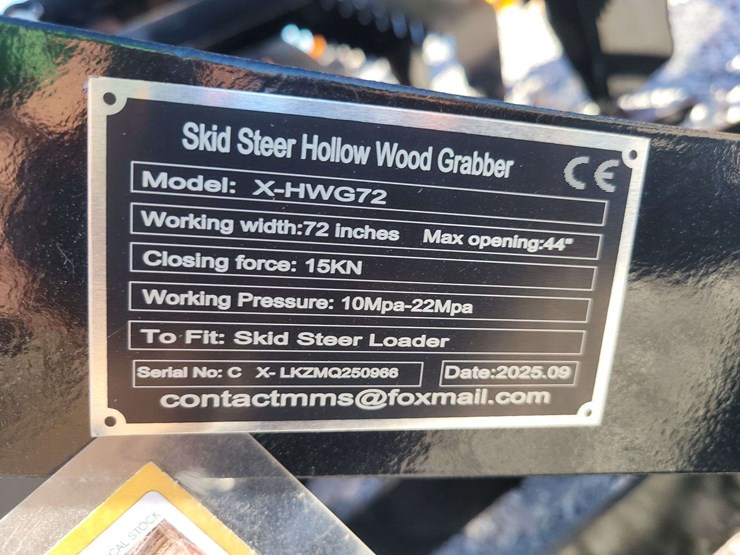 Skid Steer Hollow Wood Grabber CE
Model: X-HWG72
Working width:72 inches Max opening:44"
Closing force: 15KN
Working Pressure: 10Mpa-22Mpa
To Fit: Skid Steer Loader
Serial No: C X- LKZMQ250966 Date:2025.09
contactmms@foxmail.com
STOCK